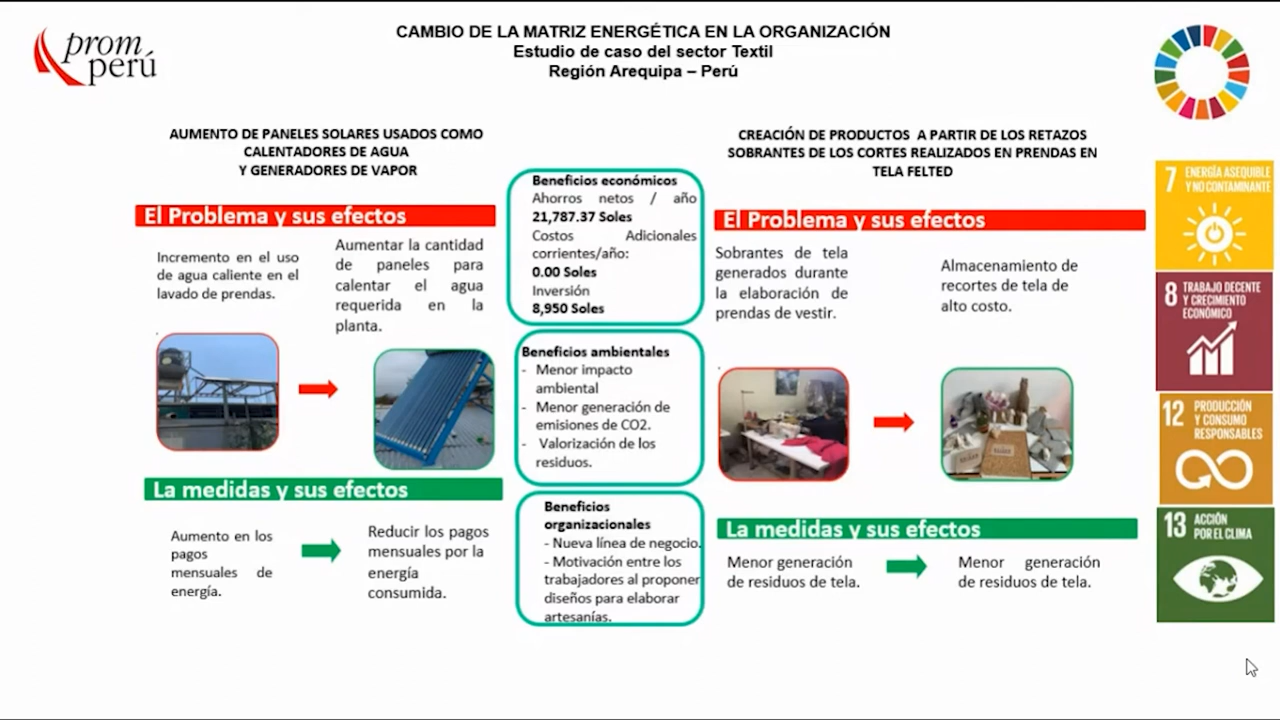 prom
perú
CAMBIO DE LA MATRIZ ENERGÉTICA EN LA ORGANIZACIÓN
Estudio de caso del sector Textil
Región Arequipa – Perú
AUMENTO DE PANELES SOLARES USADOS COMO
CALENTADORES DE AGUA
Y GENERADORES DE VAPOR
El Problema y sus efectos
Incremento en el uso
de agua caliente en el
lavado de prendas.
Aumentar la cantidad
de paneles para
calentar el agua
requerida en la
planta.
La medidas y sus efectos
Aumento en los
pagos
mensuales de
energía.
Reducir los pagos
mensuales por la
energía
consumida.
Beneficios económicos
Ahorros netos / año
21,787.37 Soles
Costos Adicionales
corrientes/año:
0.00 Soles
Inversión
8,950 Soles
Beneficios ambientales
- Menor impacto
ambiental
- Menor generación de
emisiones de CO2.
- Valorización de los
residuos.
Beneficios
organizacionales
- Nueva línea de negocio.
- Motivación entre los
trabajadores al proponer
diseños para elaborar
artesanías.
CREACIÓN DE PRODUCTOS A PARTIR DE LOS RETAZOS
SOBRANTES DE LOS CORTES REALIZADOS EN PRENDAS EN
TELA FELTED
El Problema y sus efectos
Sobrantes de tela
generados durante
la elaboración de
prendas de vestir.
Almacenamiento de
recortes de tela de
alto costo.
La medidas y sus efectos
Menor generación
de residuos de tela.
Menor generación
de residuos de tela.
7 ENERGÍA ASEQUIBLE
Y NO CONTAMINANTE
8 TRABAJO DECENTE
Y CRECIMIENTO
ECONÓMICO
12 PRODUCCIÓN
Y CONSUMO
RESPONSABLES
13 ACCIÓN
POR EL CLIMA